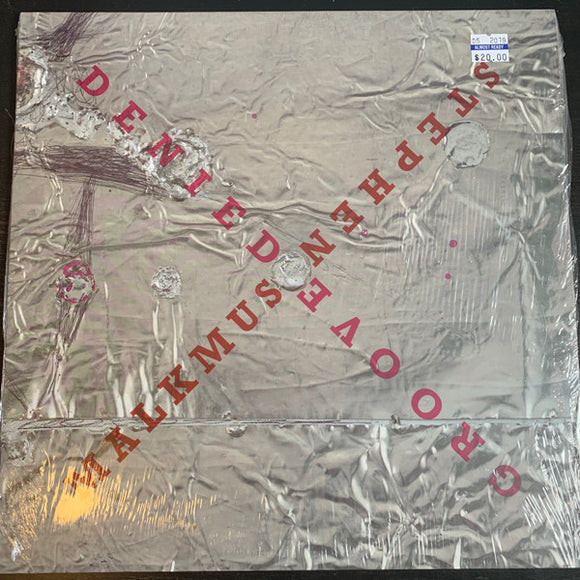 05 2019
ALMOST READY
$20.00
STEPHEN
MALKMUS
GROOVE
DENIED